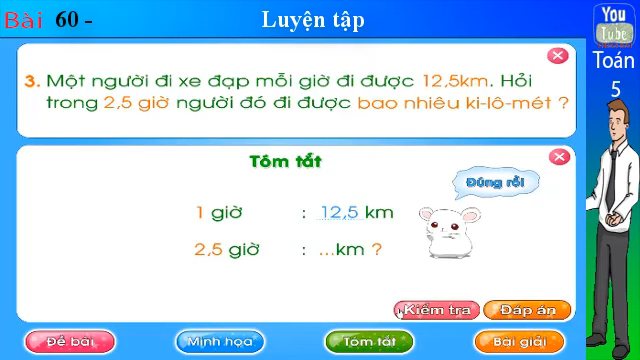 Bài 60 - Luyện tập
You
Tube
Toán
5
3. Một người đi xe đạp mỗi giờ đi được 12,5km. Hỏi
trong 2,5 giờ người đó đi được bao nhiêu ki-lô-mét ?
Tóm tắt
Đúng rồi
1 giờ : 12,5 km
2,5 giờ : ...km ?
Kiểm tra Đáp án
Đề bài Minh họa Tóm tắt Bài giải